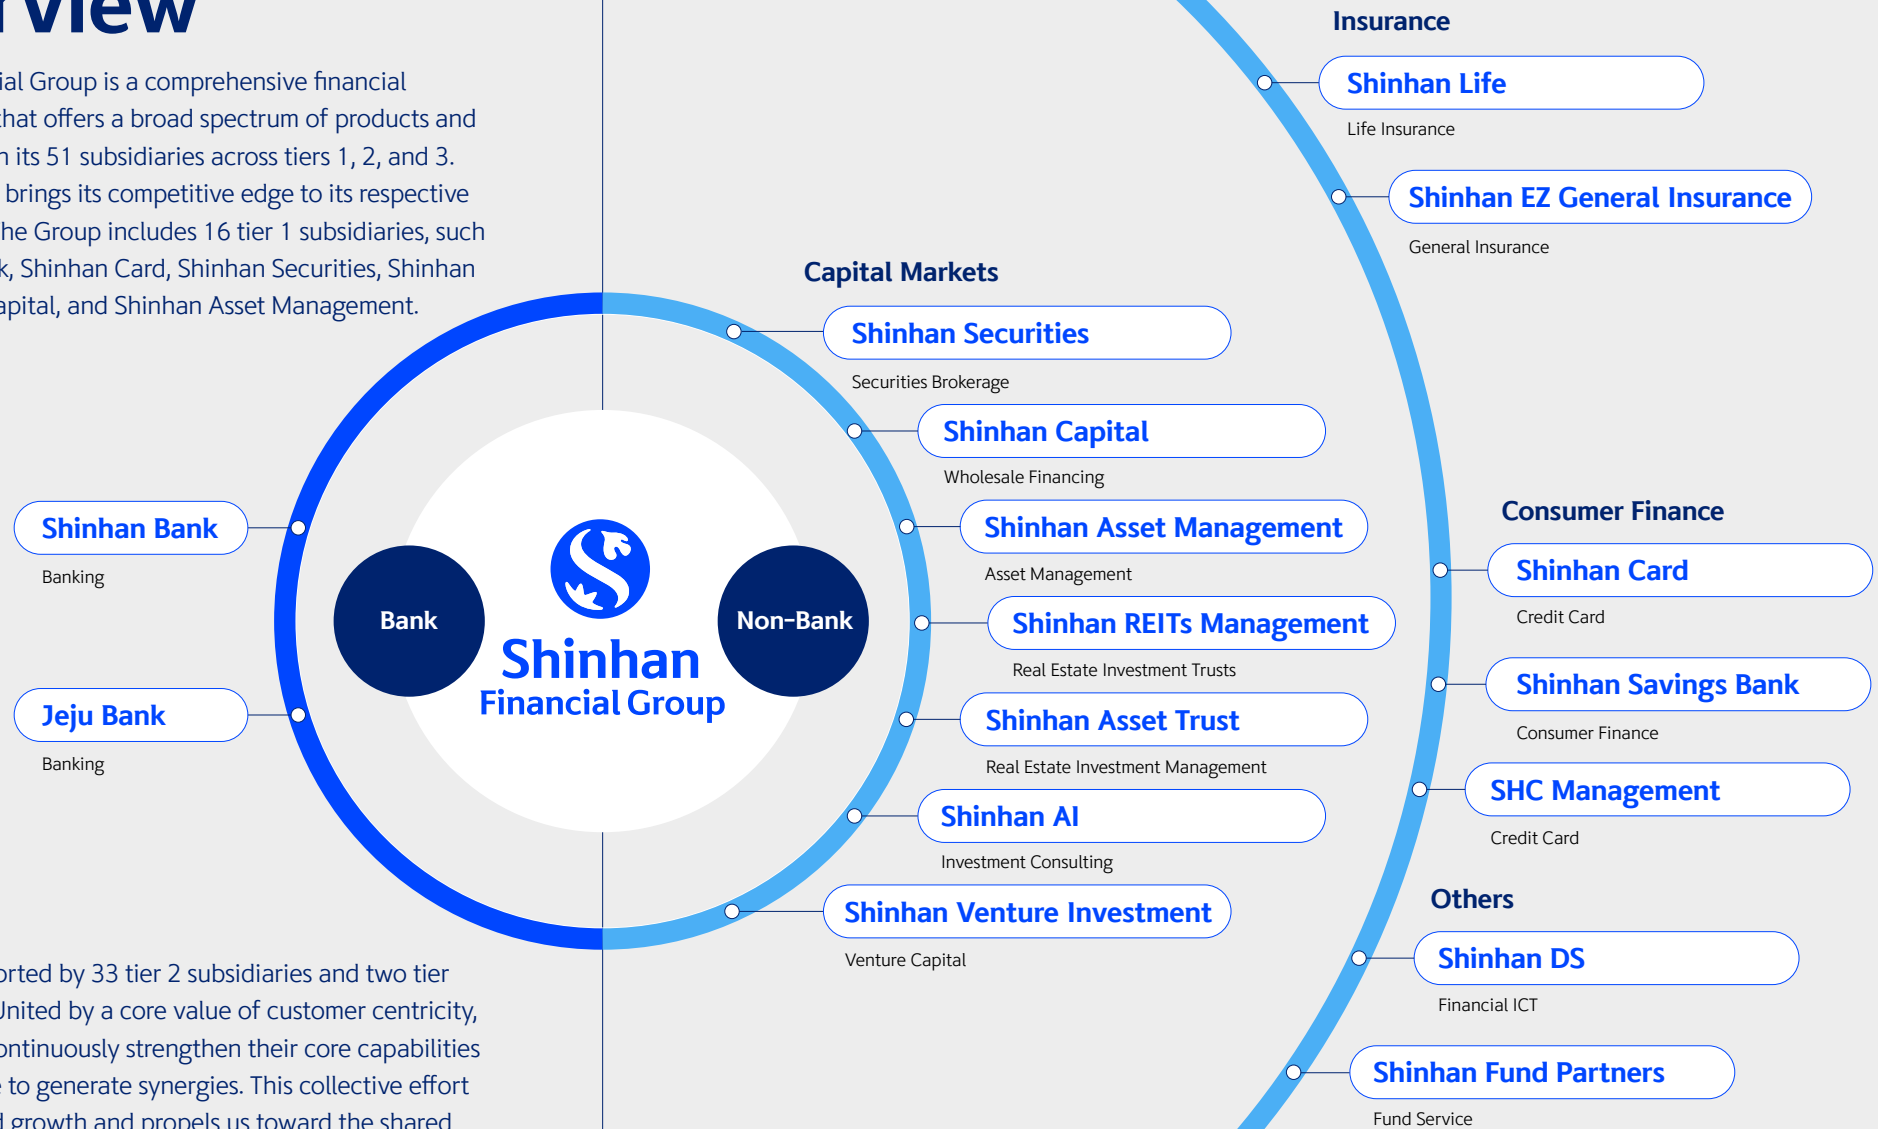 Group is a comprehensive financial
that offers a broad spectrum of products and
its 51 subsidiaries across tiers 1, 2, and 3.
brings its competitive edge to its respective
Group includes 16 tier 1 subsidiaries, such
Shinhan Card, Shinhan Securities, Shinhan
and Shinhan Asset Management.
Shinhan Bank
Banking
Jeju Bank
Banking
Bank
Shinhan
Financial Group
Non-Bank
Capital Markets
Shinhan Securities
Securities Brokerage
Shinhan Capital
Wholesale Financing
Shinhan Asset Management
Asset Management
Shinhan REITs Management
Real Estate Investment Trusts
Shinhan Asset Trust
Real Estate Investment Management
Shinhan AI
Investment Consulting
Shinhan Venture Investment
Venture Capital
Insurance
Shinhan Life
Life Insurance
Shinhan EZ General Insurance
General Insurance
Consumer Finance
Shinhan Card
Credit Card
Shinhan Savings Bank
Consumer Finance
SHC Management
Credit Card
Others
Shinhan DS
Financial ICT
Shinhan Fund Partners
Fund Service
by 33 tier 2 subsidiaries and two tier
United by a core value of customer centricity,
continuously strengthen their core capabilities
to generate synergies. This collective effort
growth and propels us toward the shared